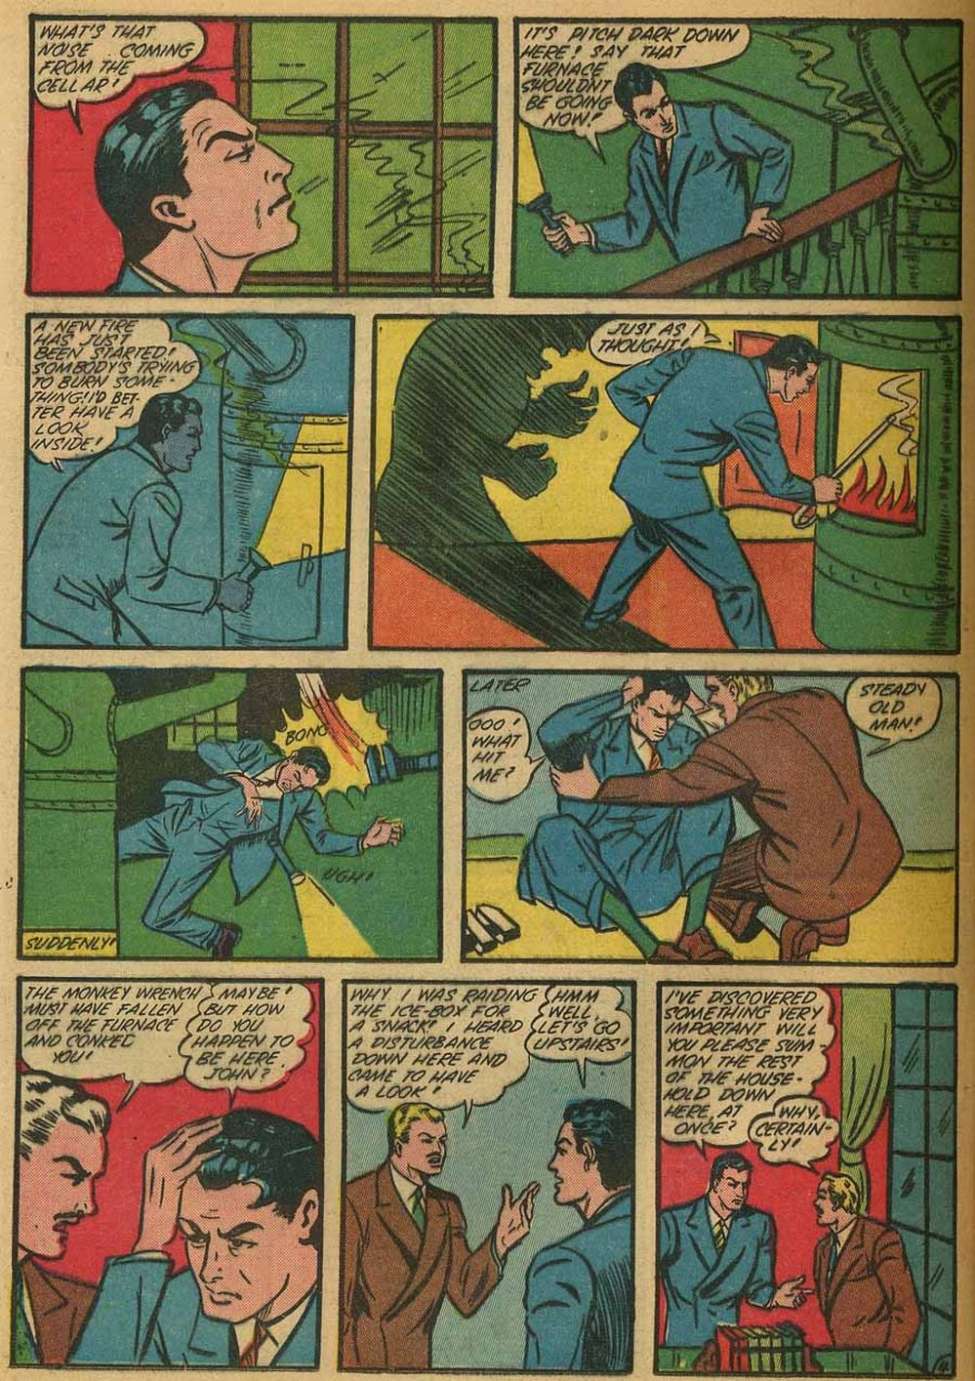 WHAT'S THAT
NOISE COMING
FROM THE
CELLAR!
IT'S PITCH DARK DOWN
HERE! SAY THAT
FURNACE
SHOULDNT
BE GOING
NOW!
A NEW FIRE
HAS JUST
BEEN STARTED!
SOMBODY'S TRYING
TO BURN SOME-
THING! I'D BET-
TER HAVE A
LOOK
INSIDE!
JUST AS I
THOUGHT!
BONG
UGH!
SUDDENLY!
LATER
OOO!
WHAT
HIT
ME?
STEADY
OLD
MAN!
THE MONKEY WRENCH
MUST HAVE FALLEN
OFF THE FURNACE
AND CONKED
YOU!
MAYBE!
BUT HOW
DO YOU
HAPPEN TO
BE HERE,
JOHN?
WHY I WAS RAIDING
THE ICE-BOX FOR
A SNACK! I HEARD
A DISTURBANCE
DOWN HERE AND
CAME TO HAVE
A LOOK!
HMM
WELL,
LET'S GO
UPSTAIRS!
I'VE DISCOVERED
SOMETHING VERY
IMPORTANT WILL
YOU PLEASE SUM-
MON THE REST
OF THE HOUSE-
HOLD DOWN
HERE, AT
ONCE?
WHY,
CERTAIN-
LY!
4